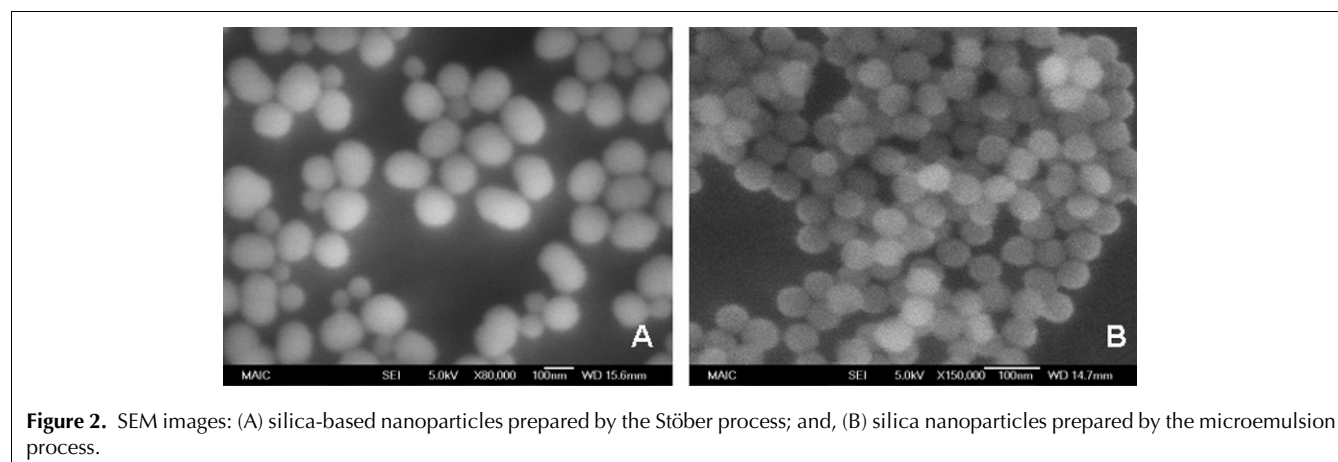 A
MAIC SEI 5.0kV X80,000 100nm WD 15.6mm
B
MAIC SEI 5.0kV X150,000 100nm WD 14.7mm
Figure 2. SEM images: (A) silica-based nanoparticles prepared by the Stöber process; and, (B) silica nanoparticles prepared by the microemulsion
process.